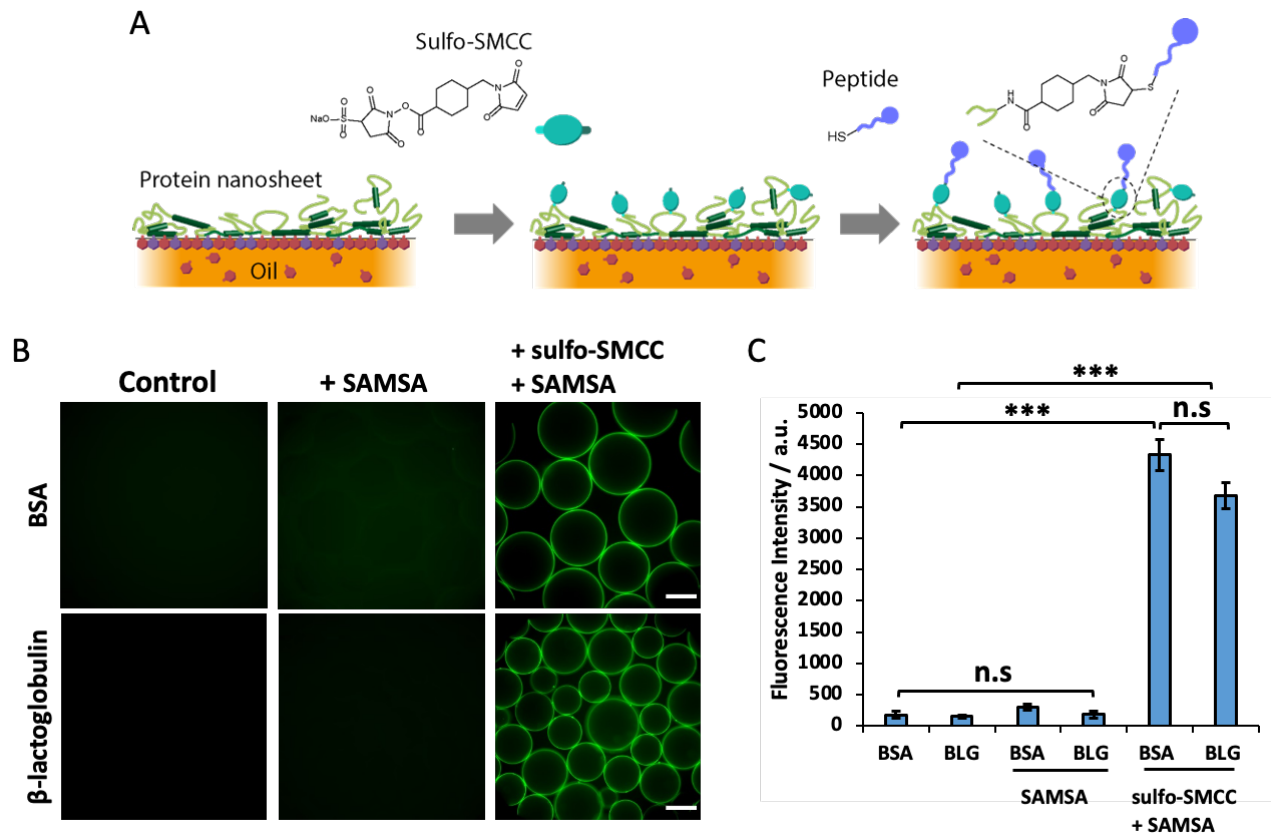 A
Sulfo-SMCC
O
O
N
O
O
NaO
S
O
O
O
O
N
O
Peptide
HS
H
N
O
O
N
O
S
Protein nanosheet
Oil
B
Control
+ SAMSA
+ sulfo-SMCC
+ SAMSA
BSA
β-lactoglobulin
C
***
***
n.s
n.s
Fluorescence Intensity / a.u.
5000
4500
4000
3500
3000
2500
2000
1500
1000
500
0
BSA
BLG
BSA
BLG
BSA
BLG
SAMSA
sulfo-SMCC
+ SAMSA